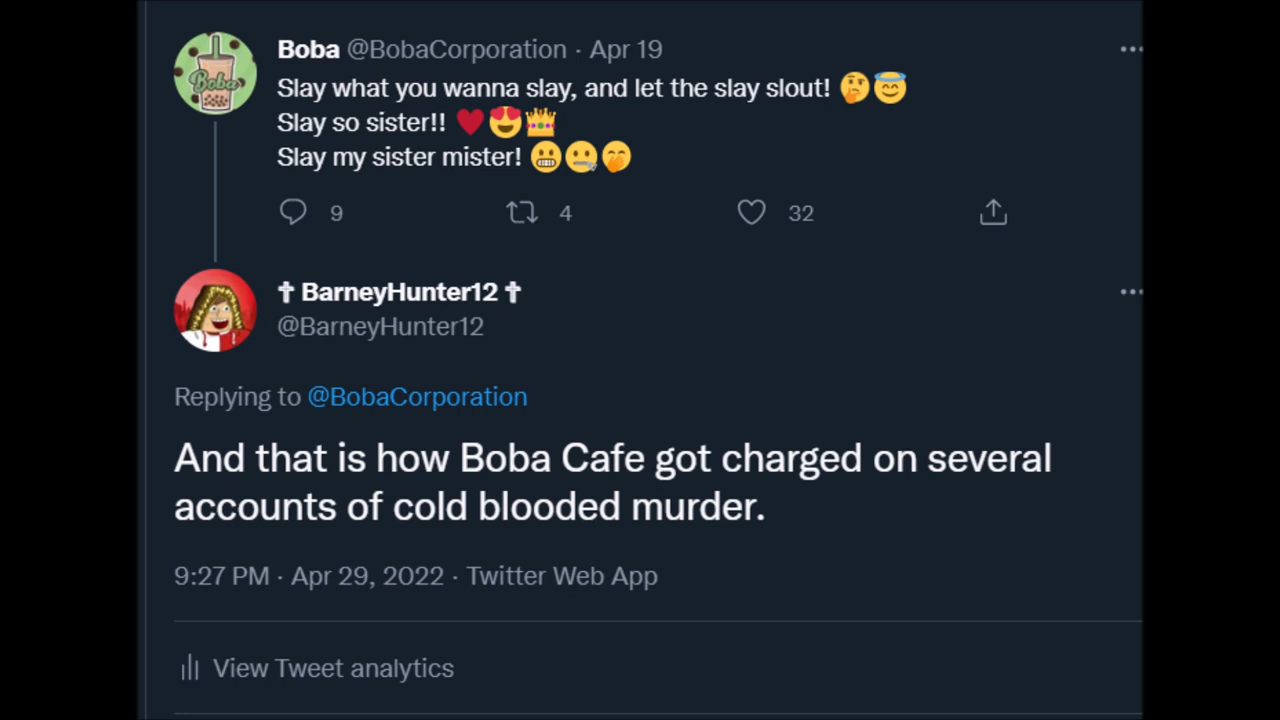 Boba @BobaCorporation · Apr 19
Slay what you wanna slay, and let the slay slout! 🤔😇
Slay so sister!! ♥️😍👑
Slay my sister mister! 😬🤐🤭
9 4 32
Boba
✝ BarneyHunter12 ✝
@BarneyHunter12
Replying to @BobaCorporation
And that is how Boba Cafe got charged on several
accounts of cold blooded murder.
9:27 PM · Apr 29, 2022 · Twitter Web App
View Tweet analytics